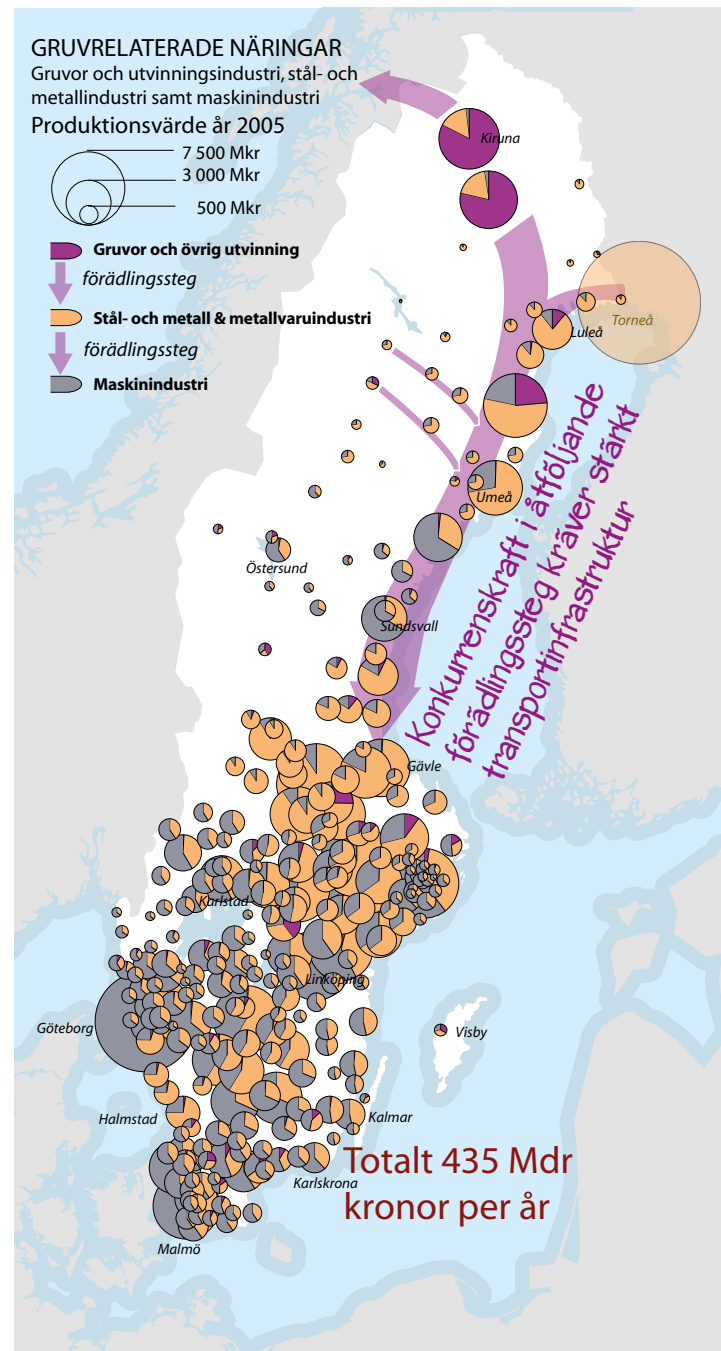 GRUVRELATERADE NÄRINGAR
Gruvor och utvinningsindustri, stål- och
metallindustri samt maskinindustri
Produktionsvärde år 2005
7 500 Mkr
3 000 Mkr
500 Mkr
Gruvor och övrig utvinning
förädlingssteg
Stål- och metall & metallvaruindustri
förädlingssteg
Maskinindustri
Kiruna
Torneå
Luleå
Umeå
Konkurrenskraft i åtföljande
förädlingssteg kräver stärkt
transportinfrastruktur
Östersund
Sundsvall
Gävle
Karlstad
Linköping
Göteborg
Visby
Halmstad
Kalmar
Karlskrona
Malmö
Totalt 435 Mdr
kronor per år